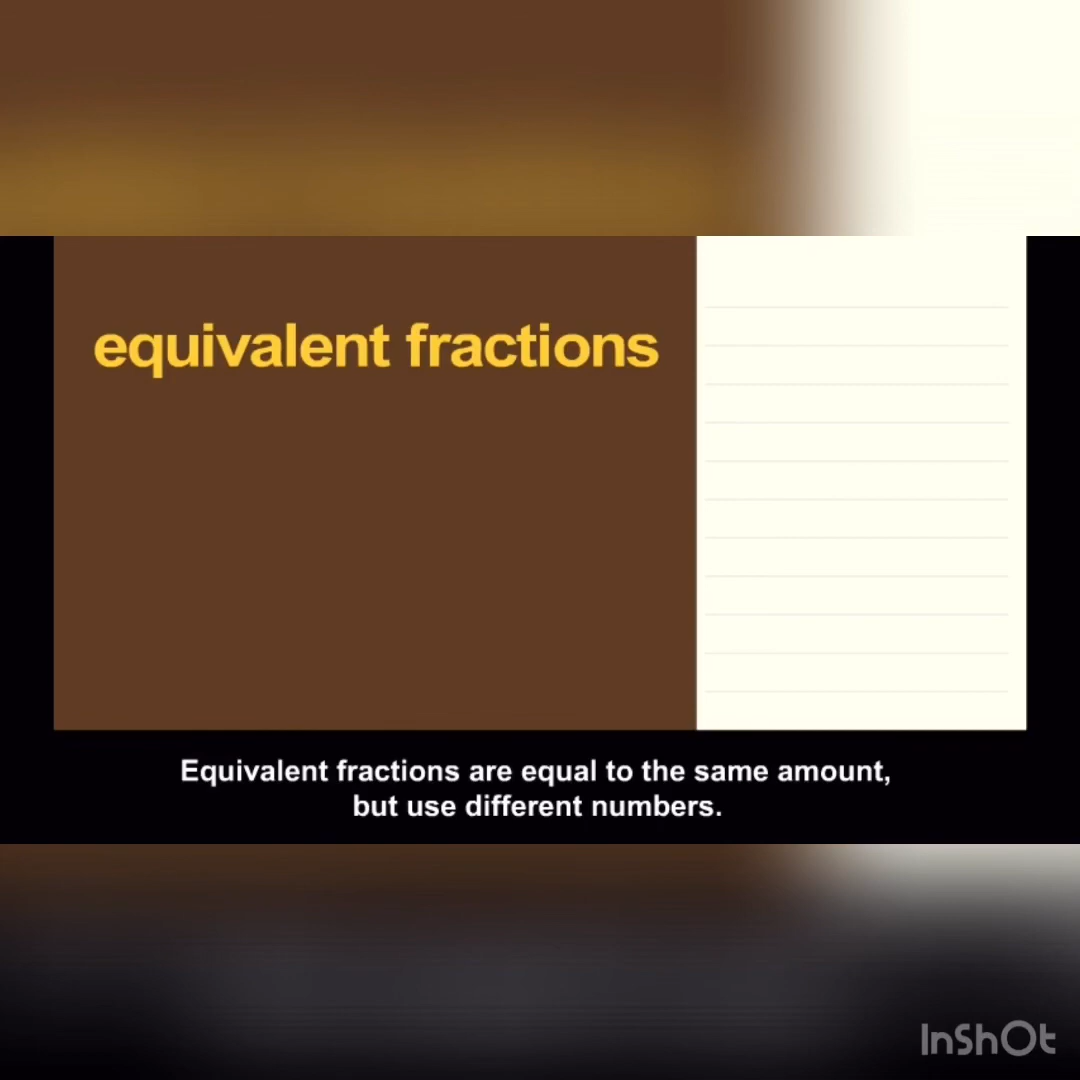 equivalent fractions
Equivalent fractions are equal to the same amount,
but use different numbers.
InShOt